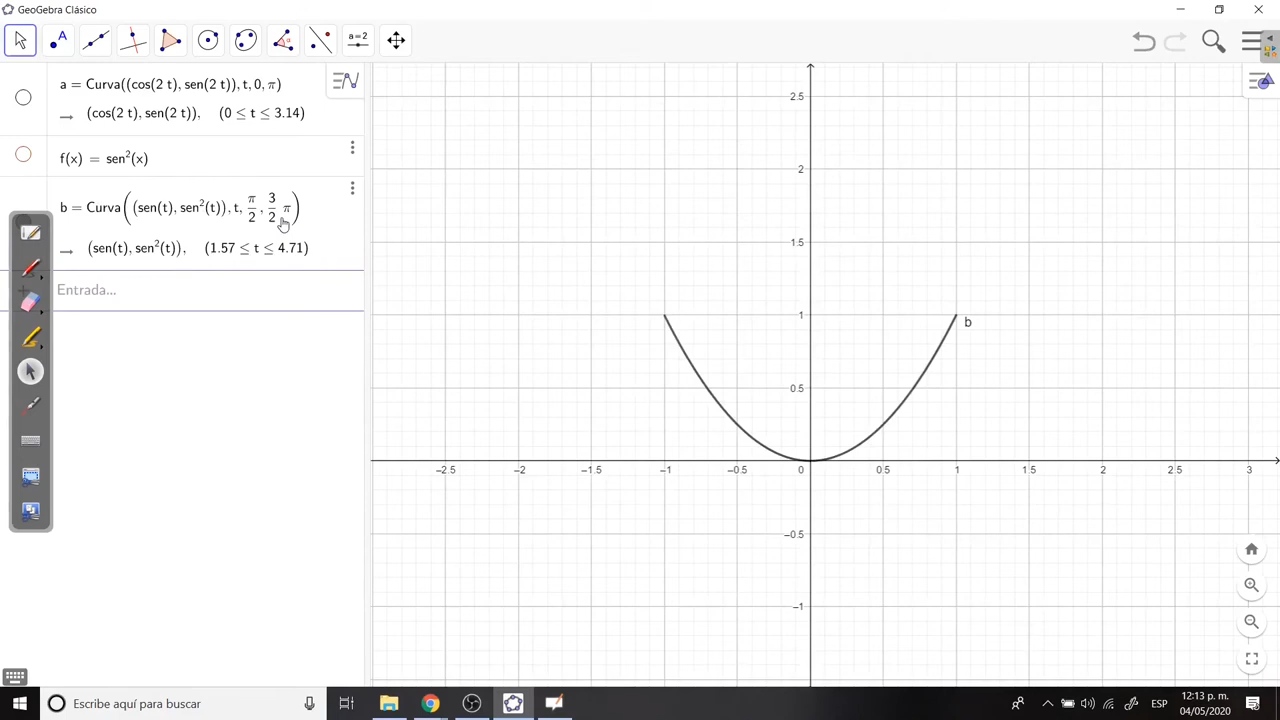 GeoGebra Clásico
a=2
a = Curva((cos(2 t), sen(2 t)), t, 0, π)
→ (cos(2 t), sen(2 t)), (0 ≤ t ≤ 3.14)
f(x) = sen²(x)
b = Curva((sen(t), sen²(t)), t, π/2, 3/2 π)
→ (sen(t), sen²(t)), (1.57 ≤ t ≤ 4.71)
Entrada...
2.5
2
1.5
1
b
0.5
−2.5 −2 −1.5 −1 −0.5 0 0.5 1 1.5 2 2.5 3
−0.5
−1
Escribe aquí para buscar
ESP
12:13 p. m.
04/05/2020